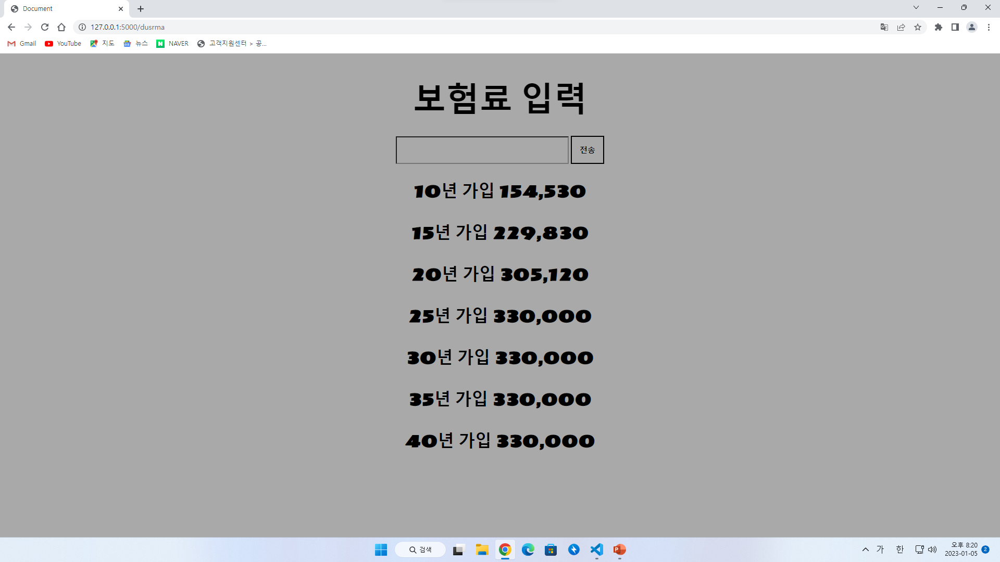 Document
127.0.0.1:5000/dusrma
Gmail YouTube 지도 뉴스 NAVER 고객지원센터 > 공...
보험료 입력
전송
10년 가입 154,530
15년 가입 229,830
20년 가입 305,120
25년 가입 330,000
30년 가입 330,000
35년 가입 330,000
40년 가입 330,000
검색
가 한
오후 8:20
2023-01-05
2